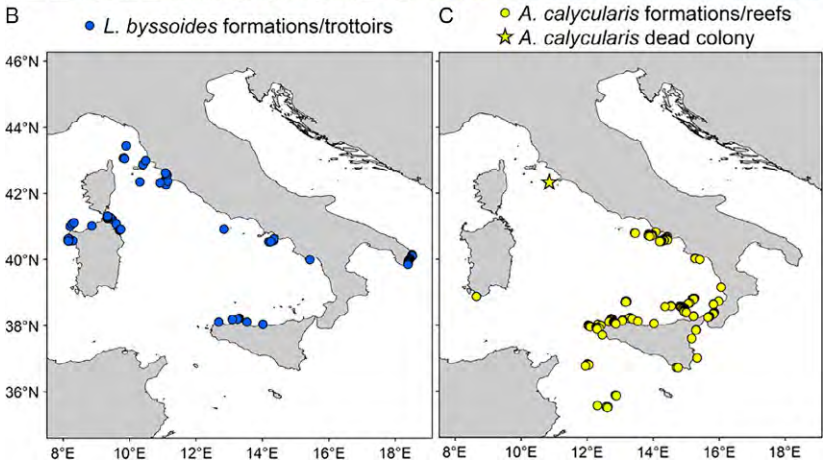 B
L. byssoides formations/trottoirs
C
A. calycularis formations/reefs
A. calycularis dead colony
46°N
44°N
42°N
40°N
38°N
36°N
8°E 10°E 12°E 14°E 16°E 18°E
8°E 10°E 12°E 14°E 16°E 18°E